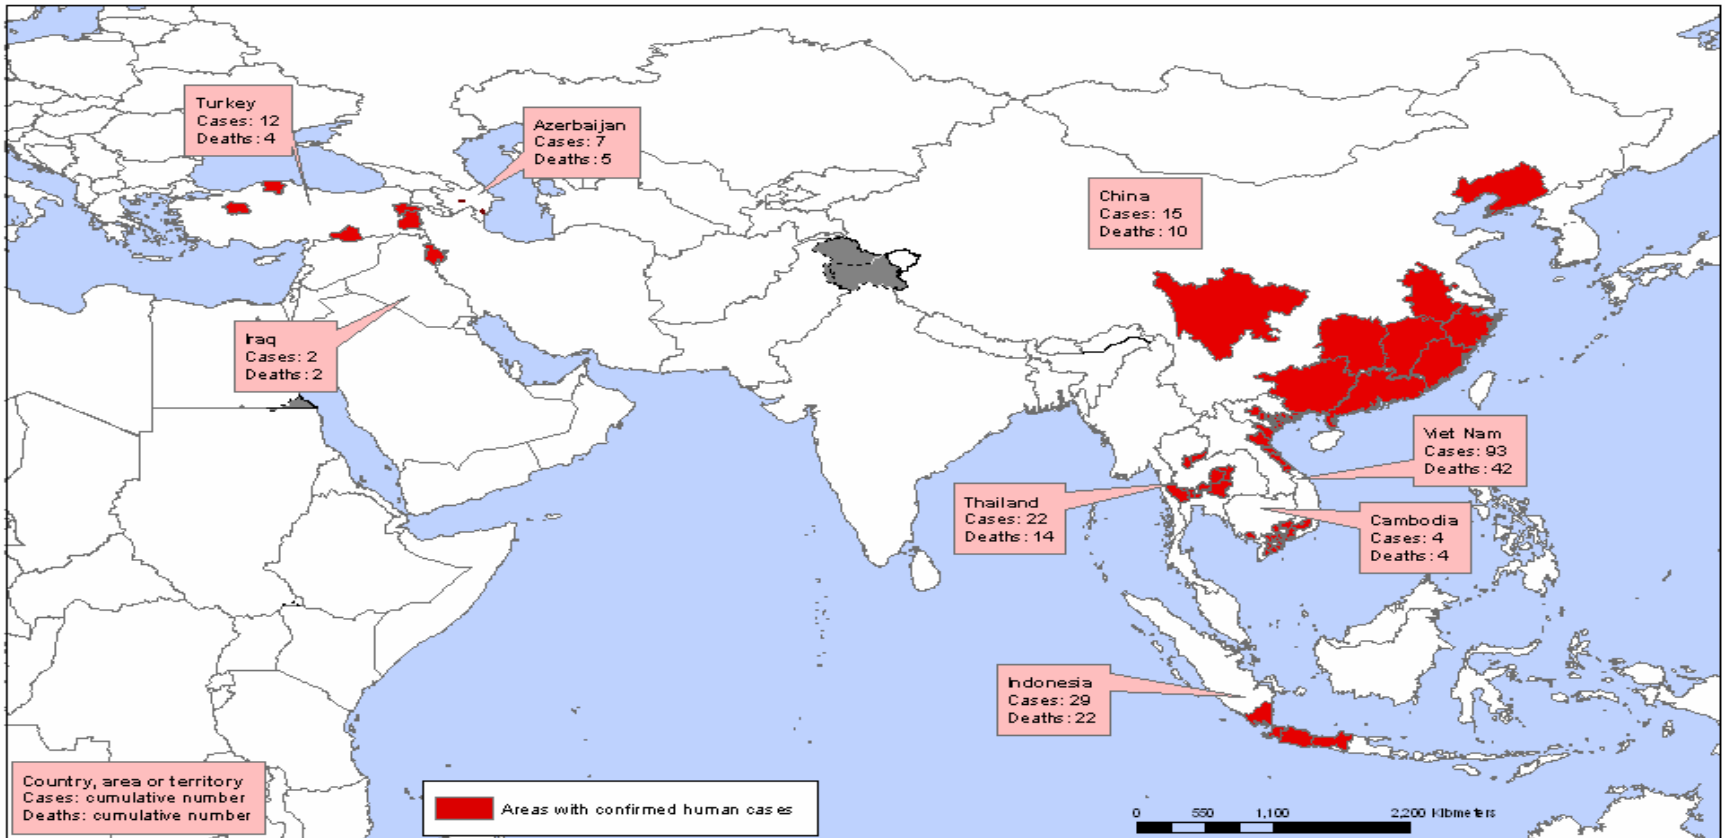 Turkey
Cases: 12
Deaths: 4
Azerbaijan
Cases: 7
Deaths: 5
China
Cases: 15
Deaths: 10
Iraq
Cases: 2
Deaths: 2
Viet Nam
Cases: 93
Deaths: 42
Thailand
Cases: 22
Deaths: 14
Cambodia
Cases: 4
Deaths: 4
Indonesia
Cases: 29
Deaths: 22
Country, area or territory
Cases: cumulative number
Deaths: cumulative number
Areas with confirmed human cases
0 550 1,100 2,200 Kilometers